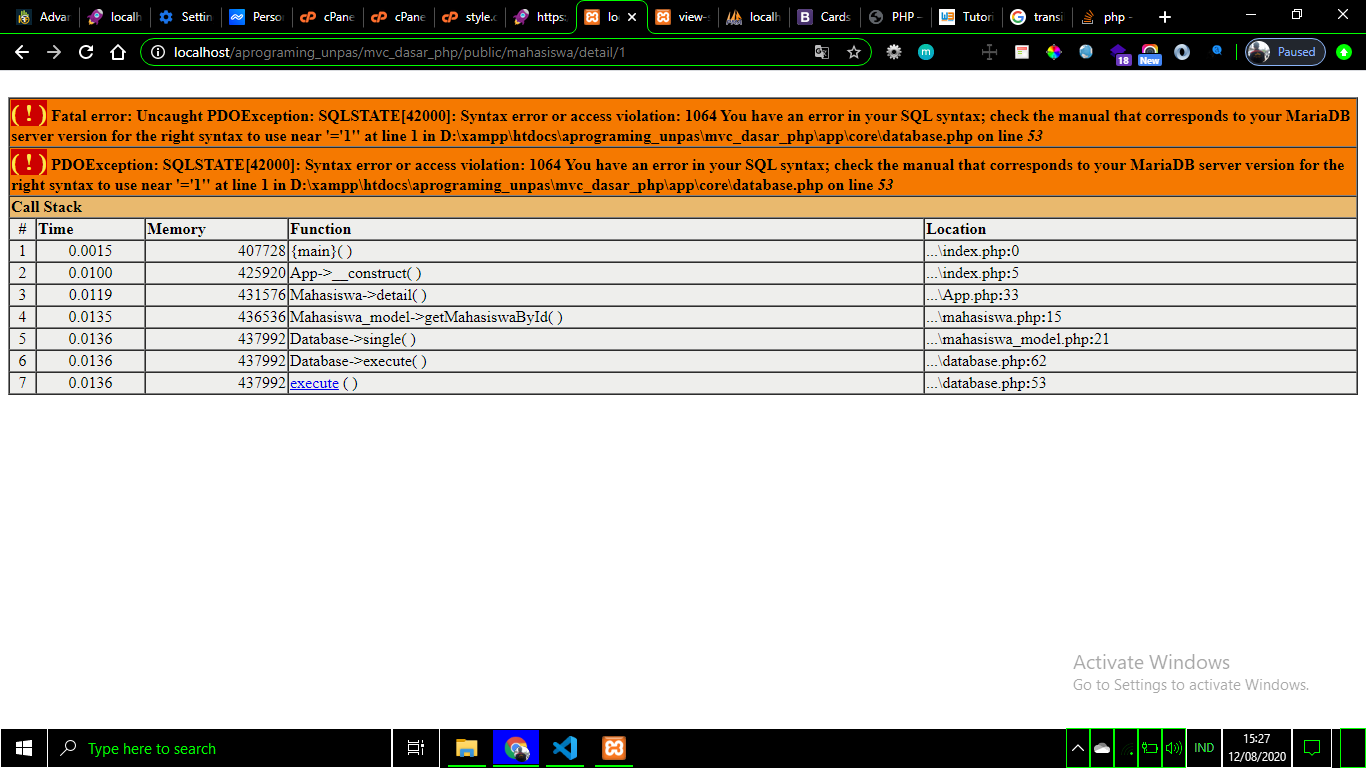 Advan
localh
Settin
Perso
cPane
cPane
style.c
https:
lo
view-s
localh
Cards
PHP –
Tutori
transi
php -
localhost/aprograming_unpas/mvc_dasar_php/public/mahasiswa/detail/1
18
New
Paused
( ! ) Fatal error: Uncaught PDOException: SQLSTATE[42000]: Syntax error or access violation: 1064 You have an error in your SQL syntax; check the manual that corresponds to your MariaDB
server version for the right syntax to use near '='1'' at line 1 in D:\xampp\htdocs\aprograming_unpas\mvc_dasar_php\app\core\database.php on line 53
( ! ) PDOException: SQLSTATE[42000]: Syntax error or access violation: 1064 You have an error in your SQL syntax; check the manual that corresponds to your MariaDB server version for the
right syntax to use near '='1'' at line 1 in D:\xampp\htdocs\aprograming_unpas\mvc_dasar_php\app\core\database.php on line 53
Call Stack
# Time Memory Function Location
1 0.0015 407728 {main}( ) ...\index.php:0
2 0.0100 425920 App->__construct( ) ...\index.php:5
3 0.0119 431576 Mahasiswa->detail( ) ...\App.php:33
4 0.0135 436536 Mahasiswa_model->getMahasiswaById( ) ...\mahasiswa.php:15
5 0.0136 437992 Database->single( ) ...\mahasiswa_model.php:21
6 0.0136 437992 Database->execute( ) ...\database.php:62
7 0.0136 437992 execute ( ) ...\database.php:53
Activate Windows
Go to Settings to activate Windows.
Type here to search
IND
15:27
12/08/2020